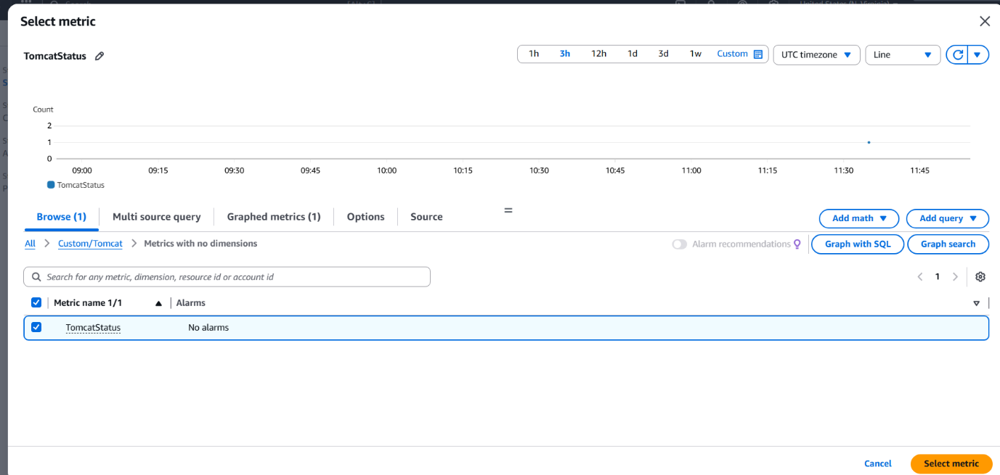 Select metric
TomcatStatus
1h 3h 12h 1d 3d 1w Custom UTC timezone Line
Count
2
1
0
09:00 09:15 09:30 09:45 10:00 10:15 10:30 10:45 11:00 11:15 11:30 11:45
TomcatStatus
Browse (1) Multi source query Graphed metrics (1) Options Source = Add math Add query
All > Custom/Tomcat > Metrics with no dimensions Alarm recommendations Graph with SQL Graph search
Search for any metric, dimension, resource id or account id < 1 >
Metric name 1/1 Alarms
TomcatStatus No alarms
Cancel Select metric